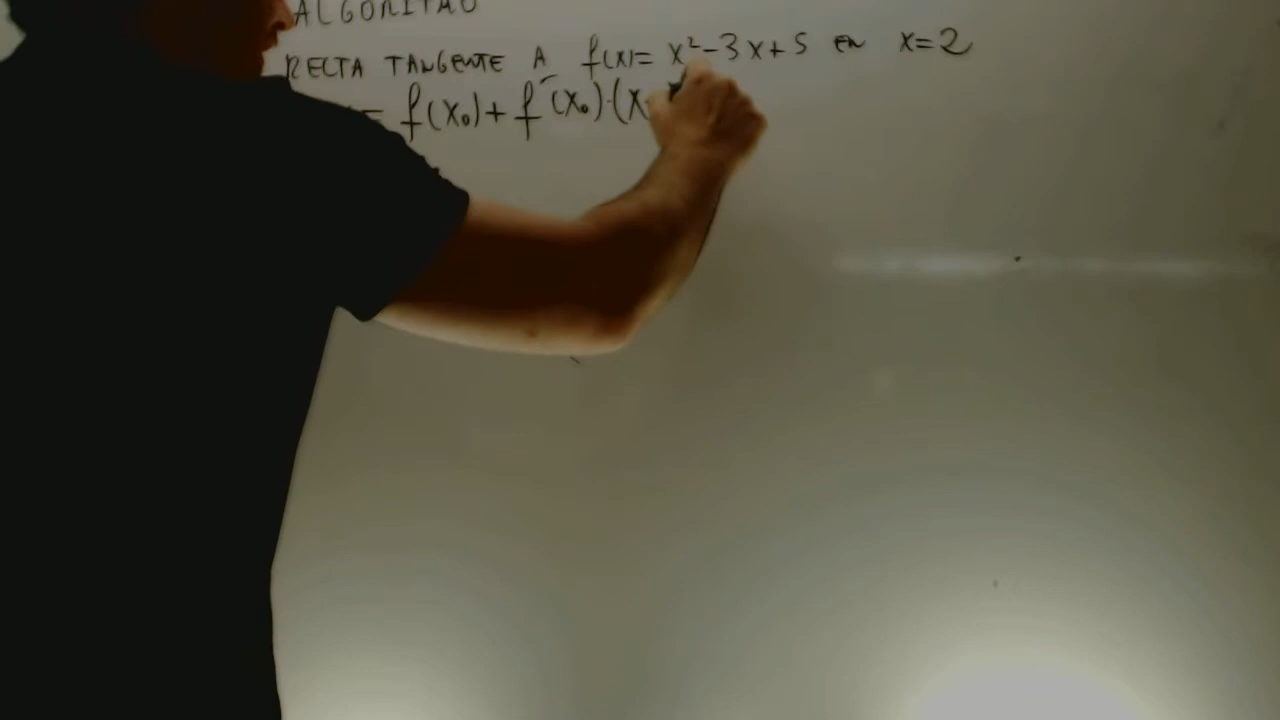 ALGORITMO
RECTA TANGENTE A f(x)= x²-3x+5 EN x=2
= f(x₀)+f´(x₀)·(x